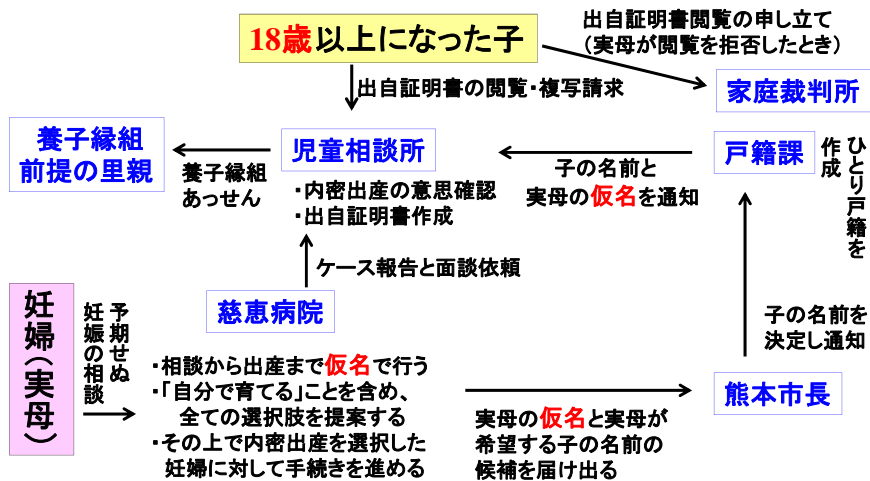 18歳以上になった子
出自証明書閲覧の申し立て
(実母が閲覧を拒否したとき)
出自証明書の閲覧・複写請求
家庭裁判所
養子縁組
前提の里親
養子縁組
あっせん
児童相談所
・内密出産の意思確認
・出自証明書作成
子の名前と
実母の仮名を通知
戸籍課
ひとり戸籍を
作成
ケース報告と面談依頼
慈恵病院
妊婦(実母)
予期せぬ
妊娠の相談
・相談から出産まで仮名で行う
・「自分で育てる」ことを含め、
全ての選択肢を提案する
・その上で内密出産を選択した
妊婦に対して手続きを進める
実母の仮名と実母が
希望する子の名前の
候補を届け出る
子の名前を
決定し通知
熊本市長